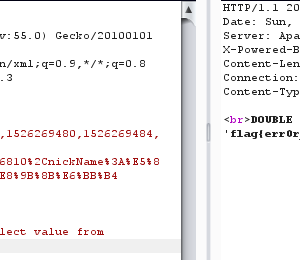 v:55.0) Gecko/20100101
n/xml;q=0.9,*/*;q=0.8
.3
,1526269480,1526269484,
6810%2CnickName%3A%E5%8
E8%9B%8B%E6%BB%B4
lect value from
HTTP/1.1 20
Date: Sun,
Server: Apa
X-Powered-B
Content-Len
Connection:
Content-Typ
<br>DOUBLE
'flag{err0r